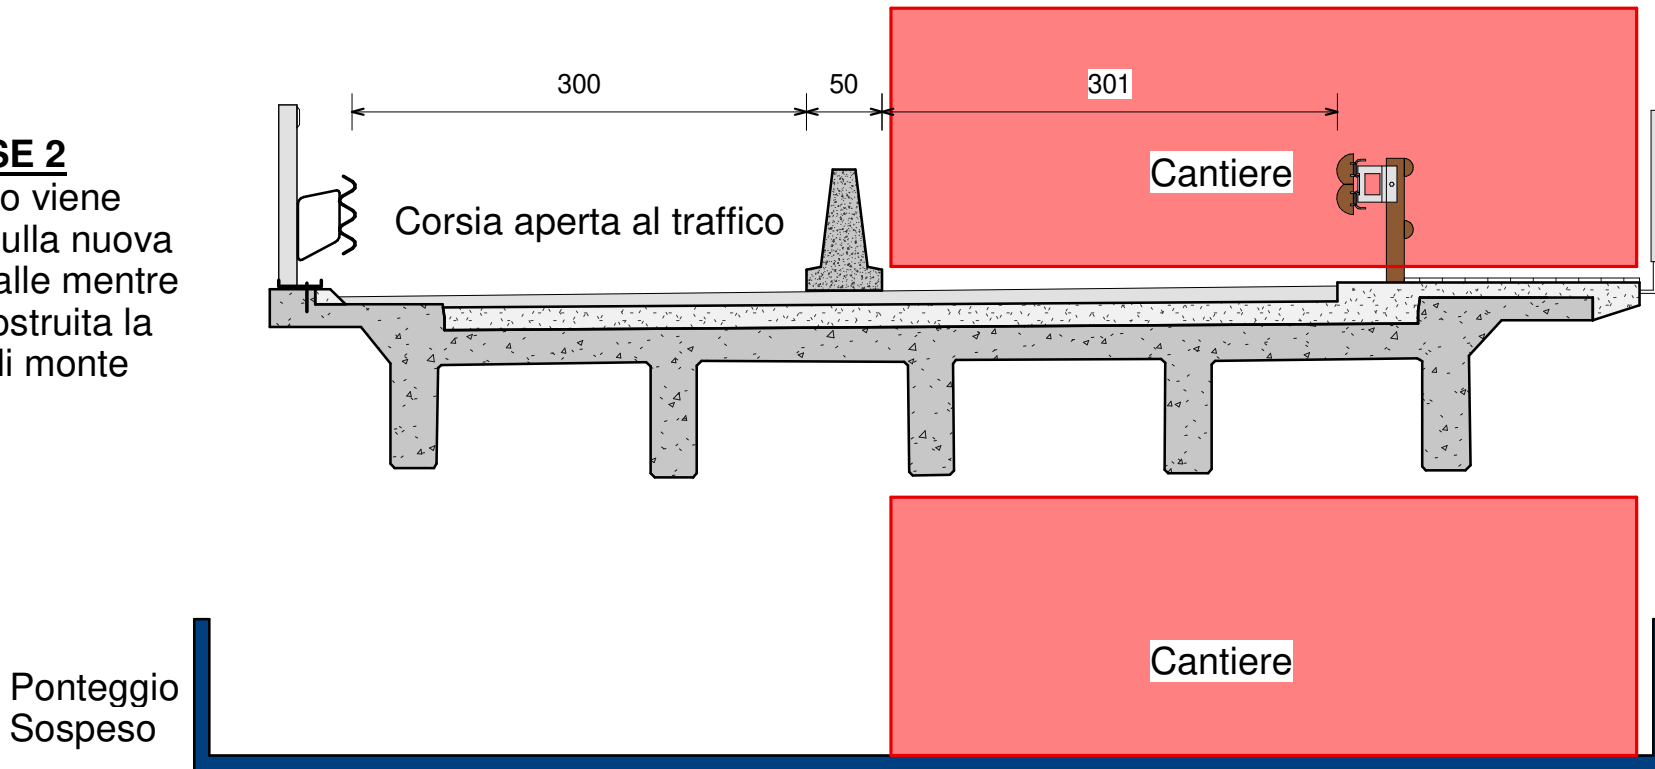 300
50
301
SE 2
o viene
ulla nuova
alle mentre
ostruita la
li monte
Corsia aperta al traffico
Cantiere
Cantiere
Ponteggio
Sospeso